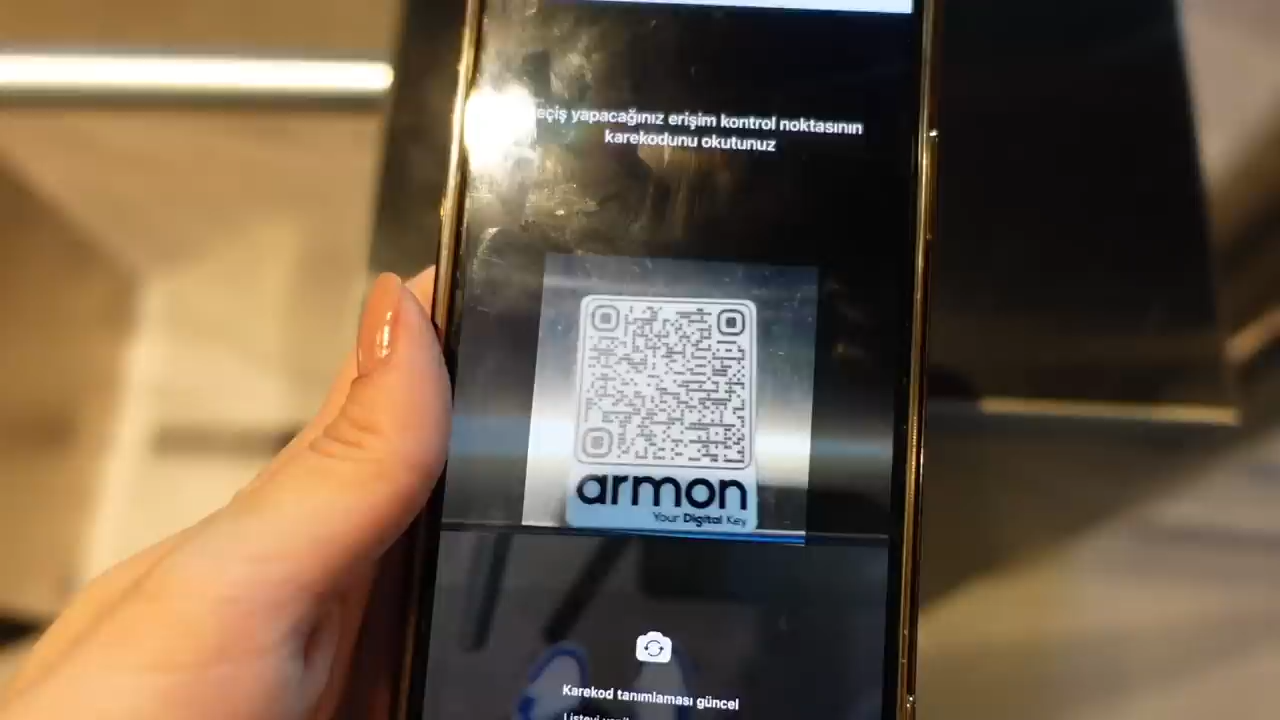 eçiş yapacağınız erişim kontrol noktasının
karekodunu okutunuz
armon
Your Digital Key
Karekod tanımlaması güncel